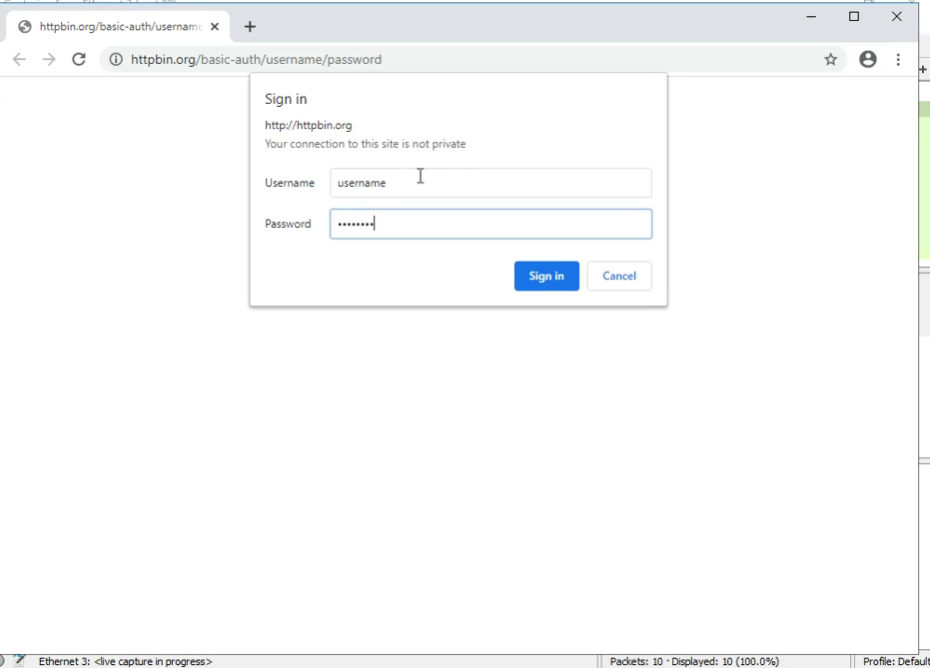 httpbin.org/basic-auth/username
httpbin.org/basic-auth/username/password
Sign in
http://httpbin.org
Your connection to this site is not private
Username username
Password ••••••••
Sign in Cancel
Ethernet 3: <live capture in progress> Packets: 10 · Displayed: 10 (100.0%) Profile: Default